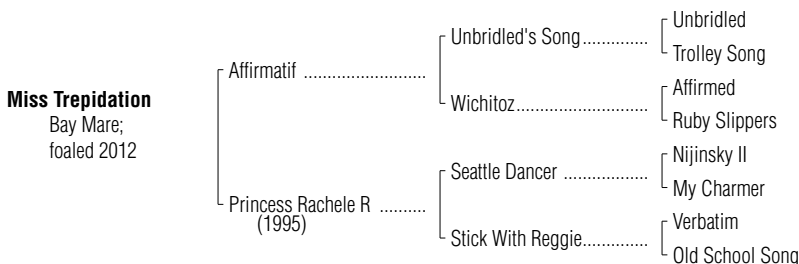 Miss Trepidation
Bay Mare;
foaled 2012
Affirmatif ..........................
Princess Rachele R ..........
(1995)
Unbridled's Song..............
Wichitoz............................
Seattle Dancer ..................
Stick With Reggie..............
Unbridled
Trolley Song
Affirmed
Ruby Slippers
Nijinsky II
My Charmer
Verbatim
Old School Song